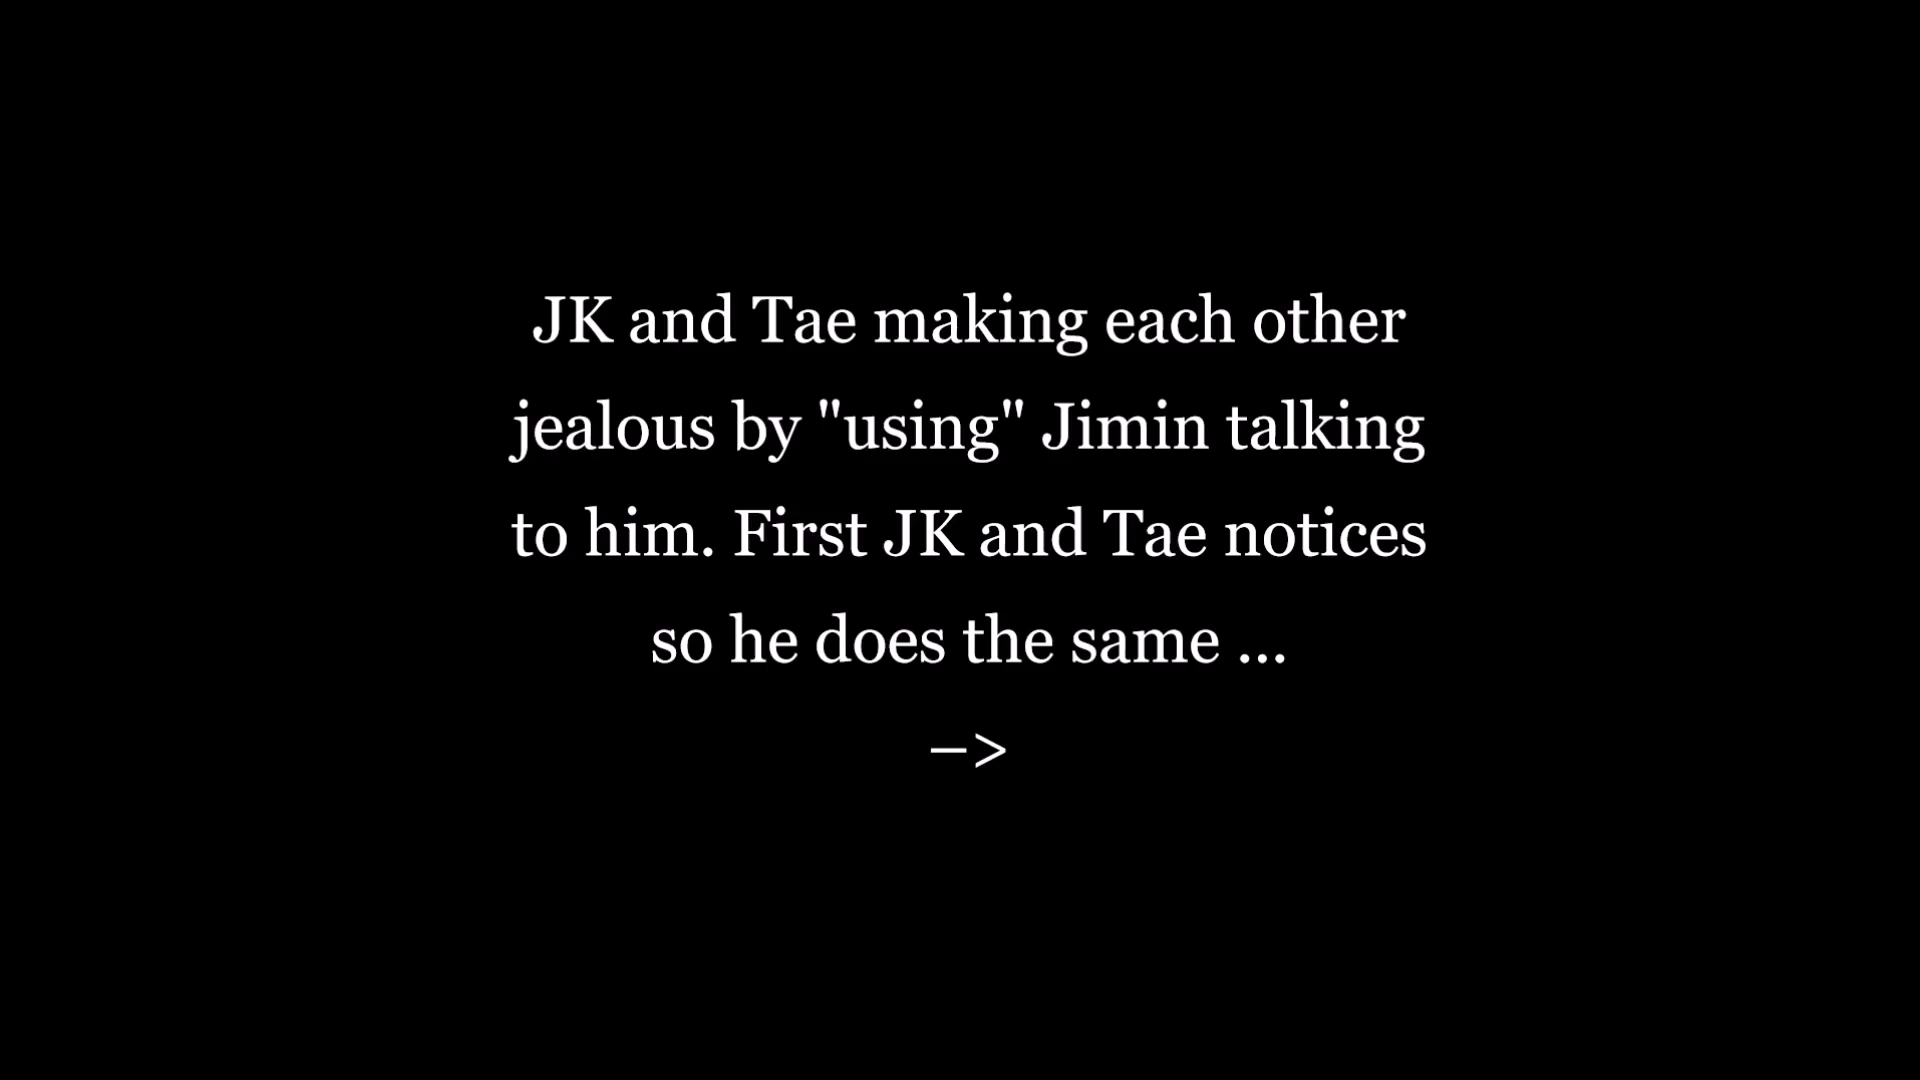 JK and Tae making each other
jealous by "using" Jimin talking
to him. First JK and Tae notices
so he does the same ...
–>